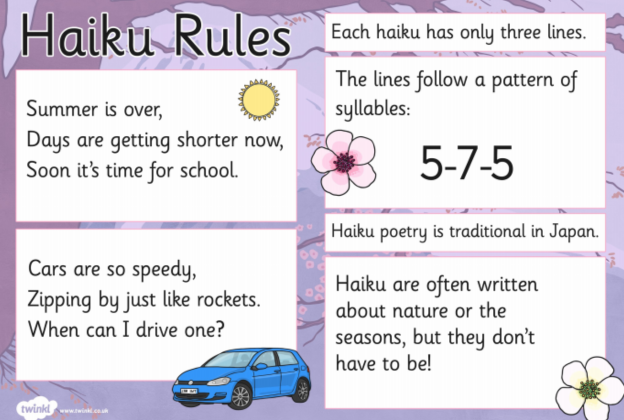 Haiku Rules
Summer is over,
Days are getting shorter now,
Soon it's time for school.
Cars are so speedy,
Zipping by just like rockets.
When can I drive one?
Each haiku has only three lines.
The lines follow a pattern of
syllables:
5-7-5
Haiku poetry is traditional in Japan.
Haiku are often written
about nature or the
seasons, but they don't
have to be!
twinkl www.twinkl.co.uk